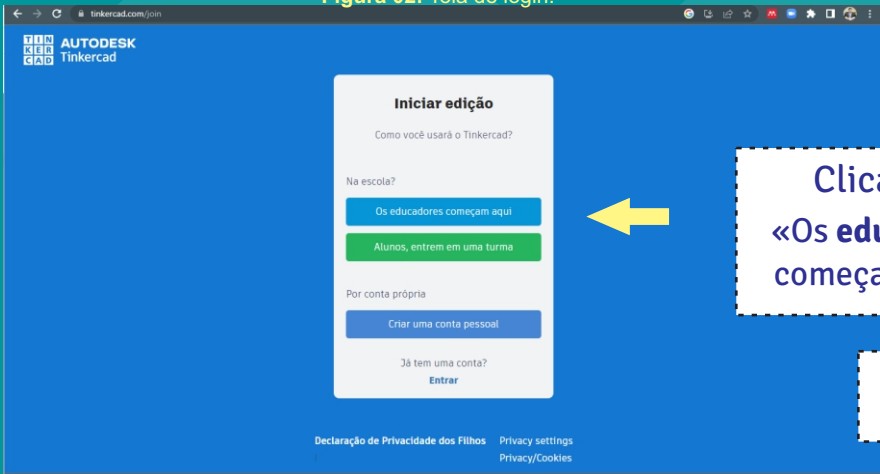 Figura 02: Tela de login.
tinkercad.com/join
TIN
KER
CAD
AUTODESK
Tinkercad
Iniciar edição
Como você usará o Tinkercad?
Na escola?
Os educadores começam aqui
Alunos, entrem em uma turma
Por conta própria
Criar uma conta pessoal
Já tem uma conta?
Entrar
Clica
«Os edu
começa
Declaração de Privacidade dos Filhos Privacy settings
Privacy/Cookies